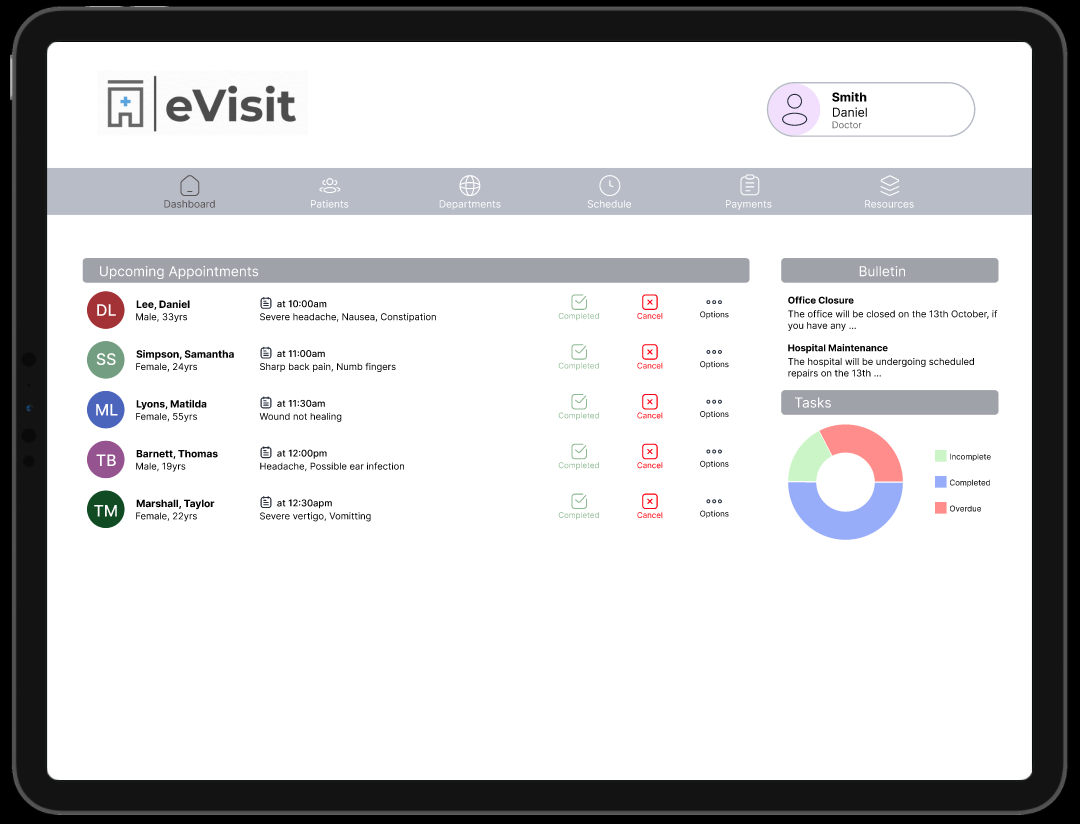 eVisit
Smith
Daniel
Doctor
Dashboard
Patients
Departments
Schedule
Payments
Resources
Upcoming Appointments
DL
Lee, Daniel
Male, 33yrs
at 10:00am
Severe headache, Nausea, Constipation
Completed
Cancel
Options
SS
Simpson, Samantha
Female, 24yrs
at 11:00am
Sharp back pain, Numb fingers
Completed
Cancel
Options
ML
Lyons, Matilda
Female, 55yrs
at 11:30am
Wound not healing
Completed
Cancel
Options
TB
Barnett, Thomas
Male, 19yrs
at 12:00pm
Headache, Possible ear infection
Completed
Cancel
Options
TM
Marshall, Taylor
Female, 22yrs
at 12:30apm
Severe vertigo, Vomitting
Completed
Cancel
Options
Bulletin
Office Closure
The office will be closed on the 13th October, if
you have any ...
Hospital Maintenance
The hospital will be undergoing scheduled
repairs on the 13th ...
Tasks
Incomplete
Completed
Overdue